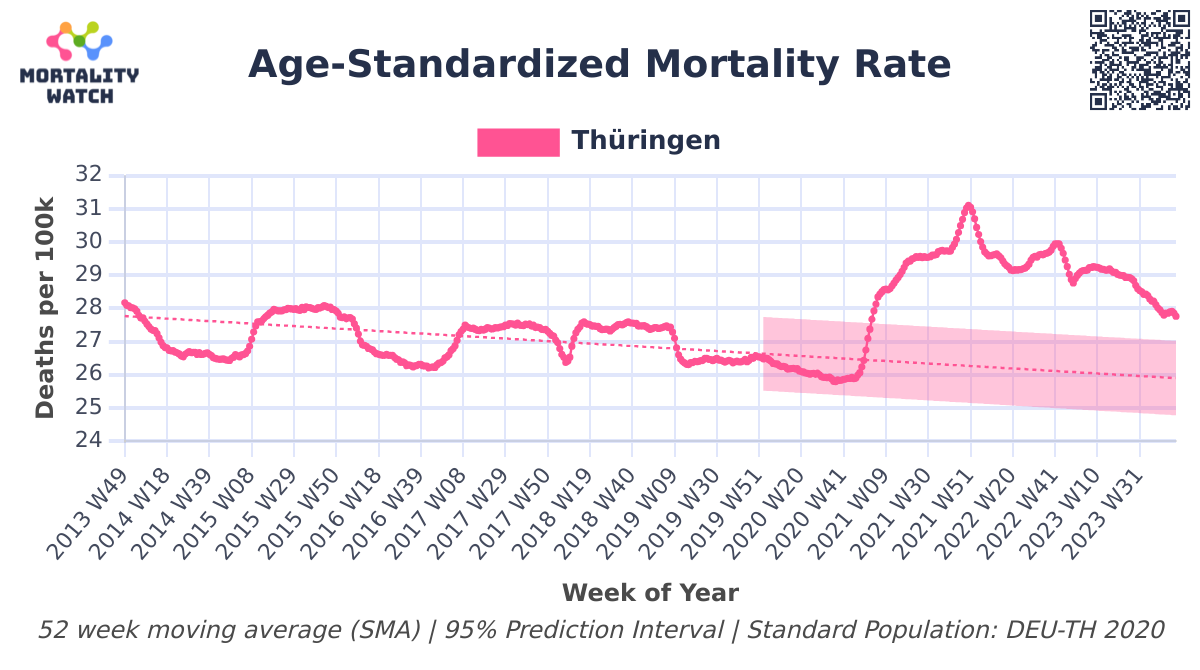 MORTALITY
WATCH
Age-Standardized Mortality Rate
Thüringen
Deaths per 100k
32
31
30
29
28
27
26
25
24
2013 W49
2014 W18
2014 W39
2015 W08
2015 W29
2015 W50
2016 W18
2016 W39
2017 W08
2017 W29
2017 W50
2018 W19
2018 W40
2019 W09
2019 W30
2019 W51
2020 W20
2020 W41
2021 W09
2021 W30
2021 W51
2022 W20
2022 W41
2023 W10
2023 W31
Week of Year
52 week moving average (SMA) | 95% Prediction Interval | Standard Population: DEU-TH 2020